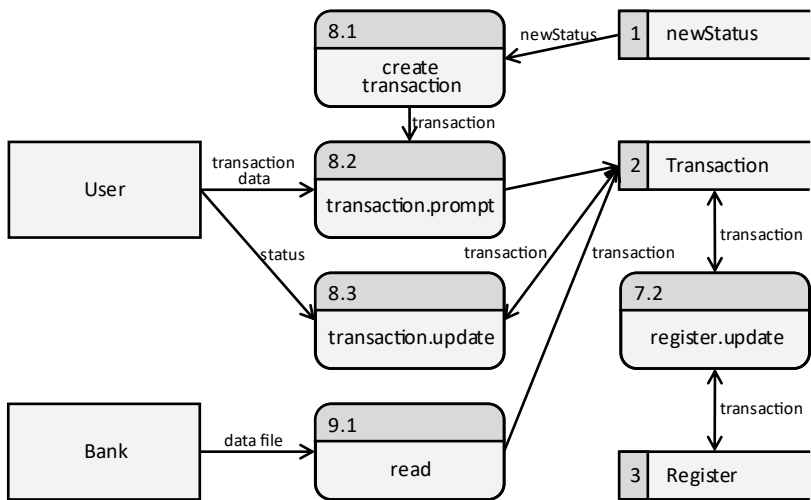 8.1
create
transaction
newStatus
1
newStatus
transaction
User
transaction
data
8.2
transaction.prompt
2
Transaction
status
transaction
transaction
transaction
8.3
transaction.update
7.2
register.update
Bank
data file
9.1
read
transaction
3
Register